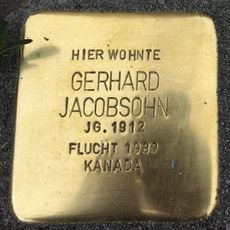 HIER WOHNTE
GERHARD
JACOBSOHN
JG. 1912
FLUCHT 1939
KANADA